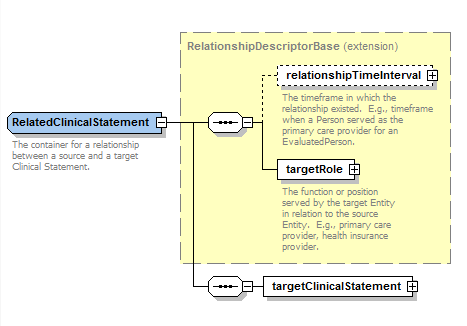 RelationshipDescriptorBase (extension)
relationshipTimeInterval
The timeframe in which the
relationship existed. E.g., timeframe
when a Person served as the
primary care provider for an
EvaluatedPerson.
RelatedClinicalStatement
The container for a relationship
between a source and a target
Clinical Statement.
targetRole
The function or position
served by the target Entity
in relation to the source
Entity. E.g., primary care
provider, health insurance
provider.
targetClinicalStatement